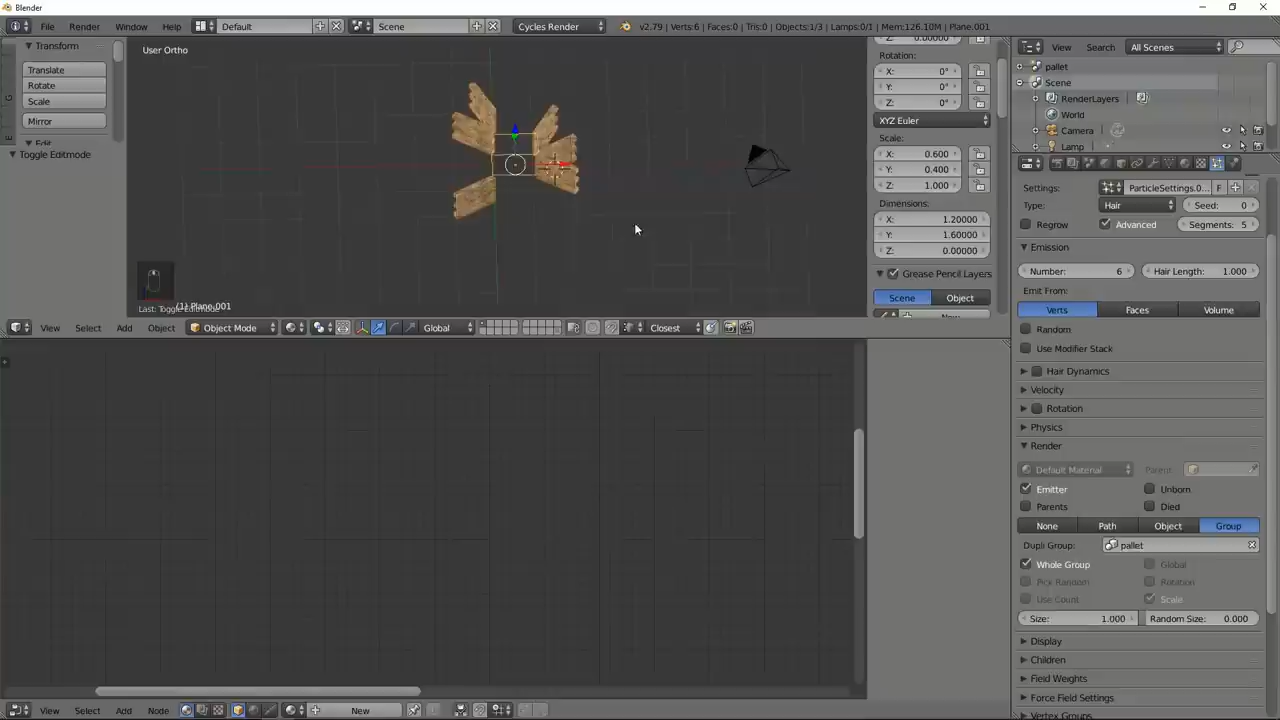 Blender
File Render Window Help Default Scene Cycles Render v2.79 | Verts:6 | Faces:0 | Tris:0 | Objects:1/3 | Lamps:0/1 | Mem:126.10M | Plane.001
Transform
Translate
Rotate
Scale
Mirror
Toggle Editmode
User Ortho
(1) Plane.001
Last: Toggle Editmode
Rotation:
X: 0°
Y: 0°
Z: 0°
XYZ Euler
Scale:
X: 0.600
Y: 0.400
Z: 1.000
Dimensions:
X: 1.20000
Y: 1.60000
Z: 0.00000
Grease Pencil Layers
Scene Object
View Select Add Object Object Mode Global Closest
View Search All Scenes
pallet
Scene
RenderLayers
World
Camera
Lamp
Settings: ParticleSettings.0... F
Type: Hair Seed: 0
Regrow Advanced Segments: 5
Emission
Number: 6 Hair Length: 1.000
Emit From:
Verts Faces Volume
Random
Use Modifier Stack
Hair Dynamics
Velocity
Rotation
Physics
Render
Default Material Parent:
Emitter Unborn
Parents Died
None Path Object Group
Dupli Group: pallet
Whole Group Global
Pick Random Rotation
Use Count Scale
Size: 1.000 Random Size: 0.000
Display
Children
Field Weights
Force Field Settings
Vertex Groups
View Select Add Node New